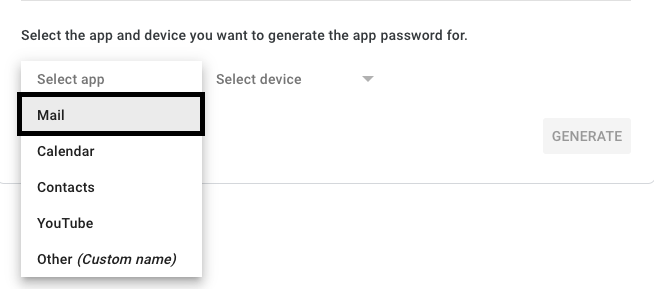 Select the app and device you want to generate the app password for.
Select app Select device
Mail
Calendar
GENERATE
Contacts
YouTube
Other (Custom name)